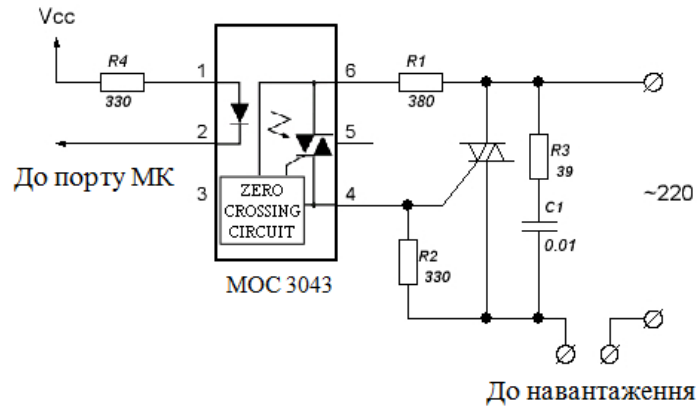 Vcc
R4
330
1
2
3
6
5
4
До порту МК
ZERO
CROSSING
CIRCUIT
МОС 3043
R1
380
R2
330
R3
39
C1
0.01
~220
До навантаження